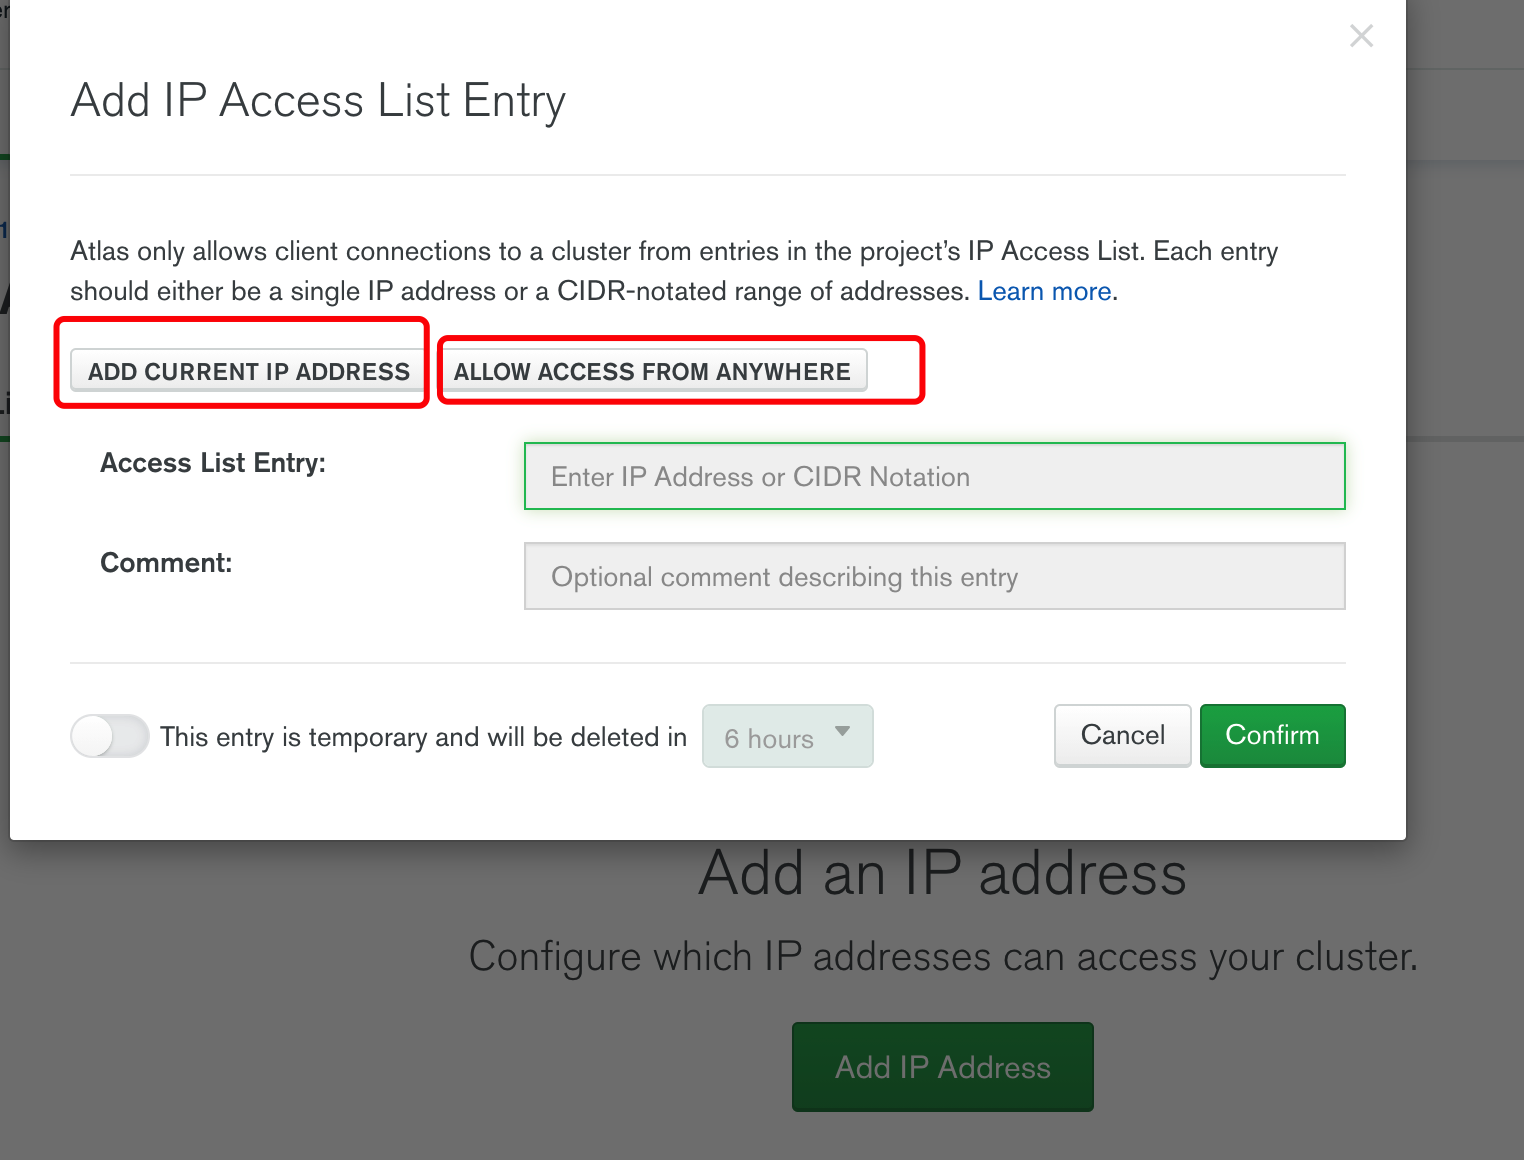 Add IP Access List Entry
Atlas only allows client connections to a cluster from entries in the project's IP Access List. Each entry
should either be a single IP address or a CIDR-notated range of addresses. Learn more.
ADD CURRENT IP ADDRESS ALLOW ACCESS FROM ANYWHERE
Access List Entry: Enter IP Address or CIDR Notation
Comment: Optional comment describing this entry
This entry is temporary and will be deleted in 6 hours Cancel Confirm
Add an IP address
Configure which IP addresses can access your cluster.
Add IP Address